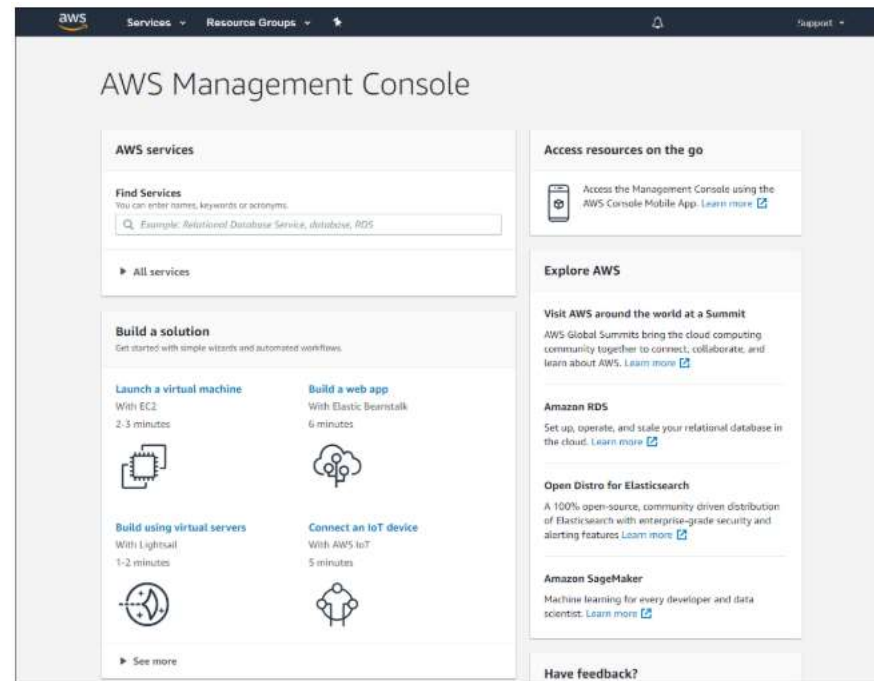 aws Services Resource Groups Support
AWS Management Console
AWS services
Find Services
You can enter names, keywords or acronyms.
Example: Relational Database Service, database, RDS
All services
Build a solution
Get started with simple wizards and automated workflows.
Launch a virtual machine
With EC2
2-3 minutes
Build a web app
With Elastic Beanstalk
6 minutes
Build using virtual servers
With Lightsail
1-2 minutes
Connect an IoT device
With AWS IoT
5 minutes
See more
Access resources on the go
Access the Management Console using the
AWS Console Mobile App. Learn more
Explore AWS
Visit AWS around the world at a Summit
AWS Global Summits bring the cloud computing
community together to connect, collaborate, and
learn about AWS. Learn more
Amazon RDS
Set up, operate, and scale your relational database in
the cloud. Learn more
Open Distro for Elasticsearch
A 100% open-source, community driven distribution
of Elasticsearch with enterprise-grade security and
alerting features Learn more
Amazon SageMaker
Machine learning for every developer and data
scientist. Learn more
Have feedback?